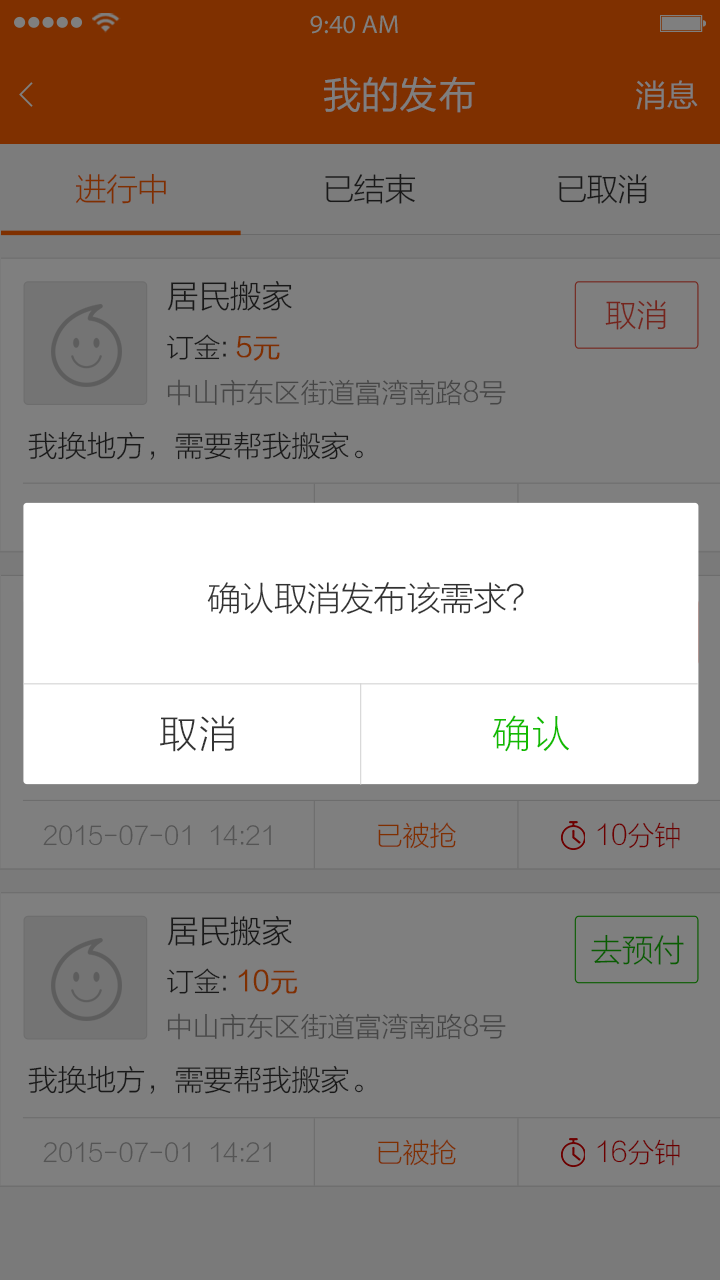 9:40 AM
我的发布 消息
进行中 已结束 已取消
居民搬家 取消
订金: 5元
中山市东区街道富湾南路8号
我换地方，需要帮我搬家。
确认取消发布该需求?
取消 确认
2015-07-01 14:21 已被抢 10分钟
居民搬家 去预付
订金: 10元
中山市东区街道富湾南路8号
我换地方，需要帮我搬家。
2015-07-01 14:21 已被抢 16分钟